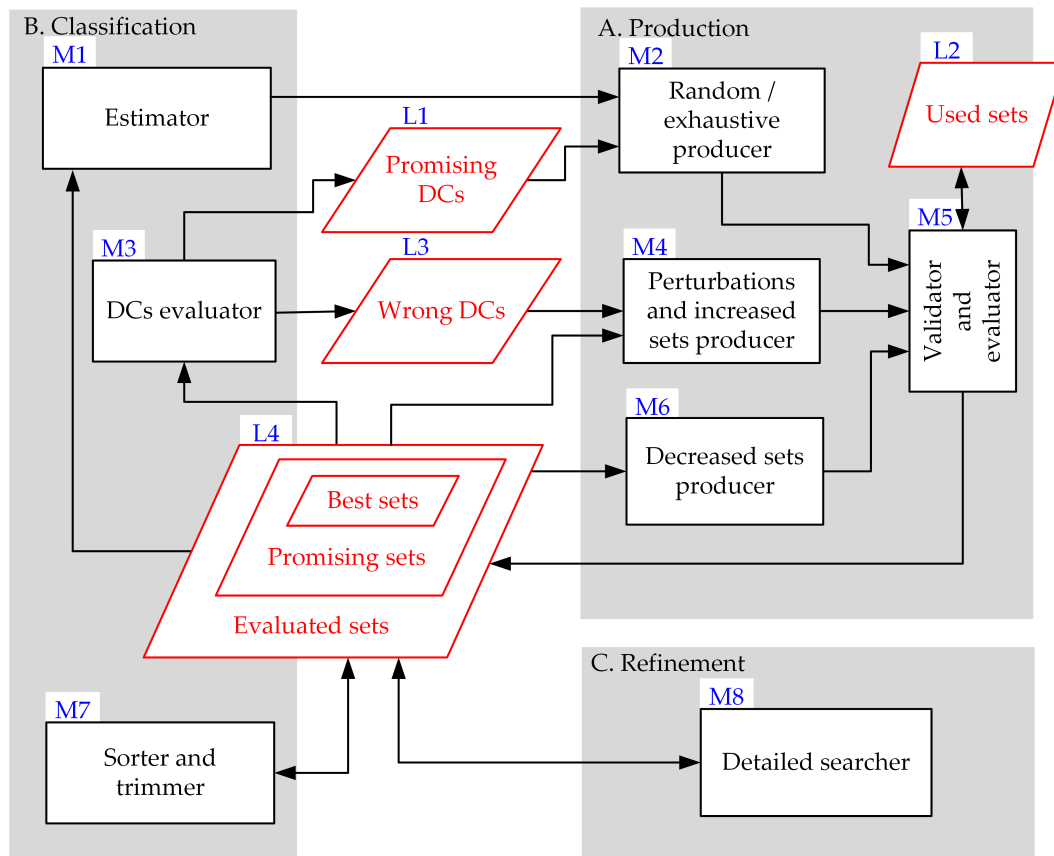 B. Classification
A. Production
M1
Estimator
M2
Random /
exhaustive
producer
L2
Used sets
L1
Promising
DCs
M3
DCs evaluator
L3
Wrong DCs
M4
Perturbations
and increased
sets producer
M5
Validator
and
evaluator
L4
Best sets
Promising sets
Evaluated sets
M6
Decreased sets
producer
C. Refinement
M7
Sorter and
trimmer
M8
Detailed searcher